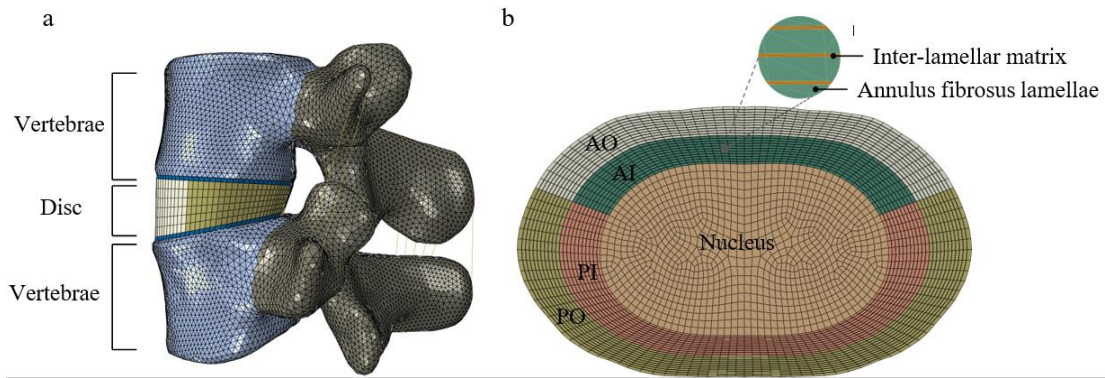 a
Vertebrae
Disc
Vertebrae
b
Inter-lamellar matrix
Annulus fibrosus lamellae
AO
AI
Nucleus
PI
PO